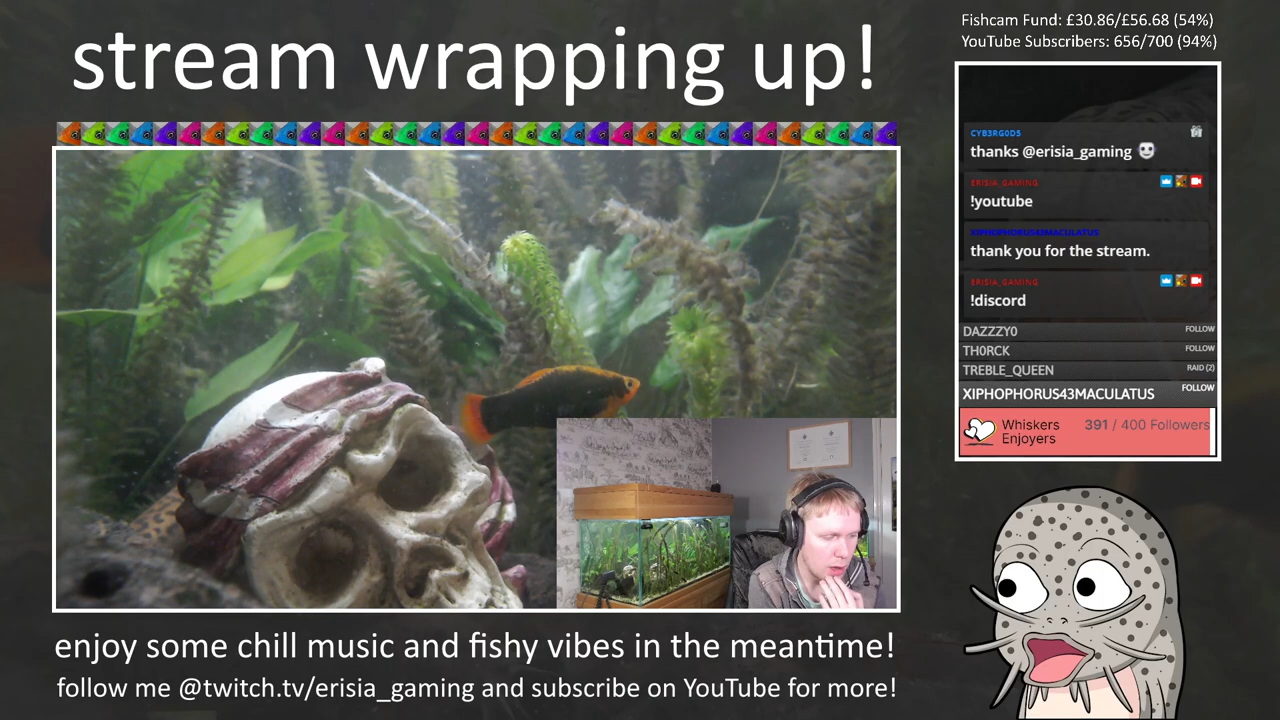 stream wrapping up!
Fishcam Fund: £30.86/£56.68 (54%)
YouTube Subscribers: 656/700 (94%)
CYB3RG0D5
thanks @erisia_gaming
ERISIA_GAMING
!youtube
XIPHOPHORUS43MACULATUS
thank you for the stream.
ERISIA_GAMING
!discord
DAZZZY0 FOLLOW
TH0RCK FOLLOW
TREBLE_QUEEN RAID (2)
XIPHOPHORUS43MACULATUS FOLLOW
Whiskers Enjoyers 391 / 400 Followers
enjoy some chill music and fishy vibes in the meantime!
follow me @twitch.tv/erisia_gaming and subscribe on YouTube for more!